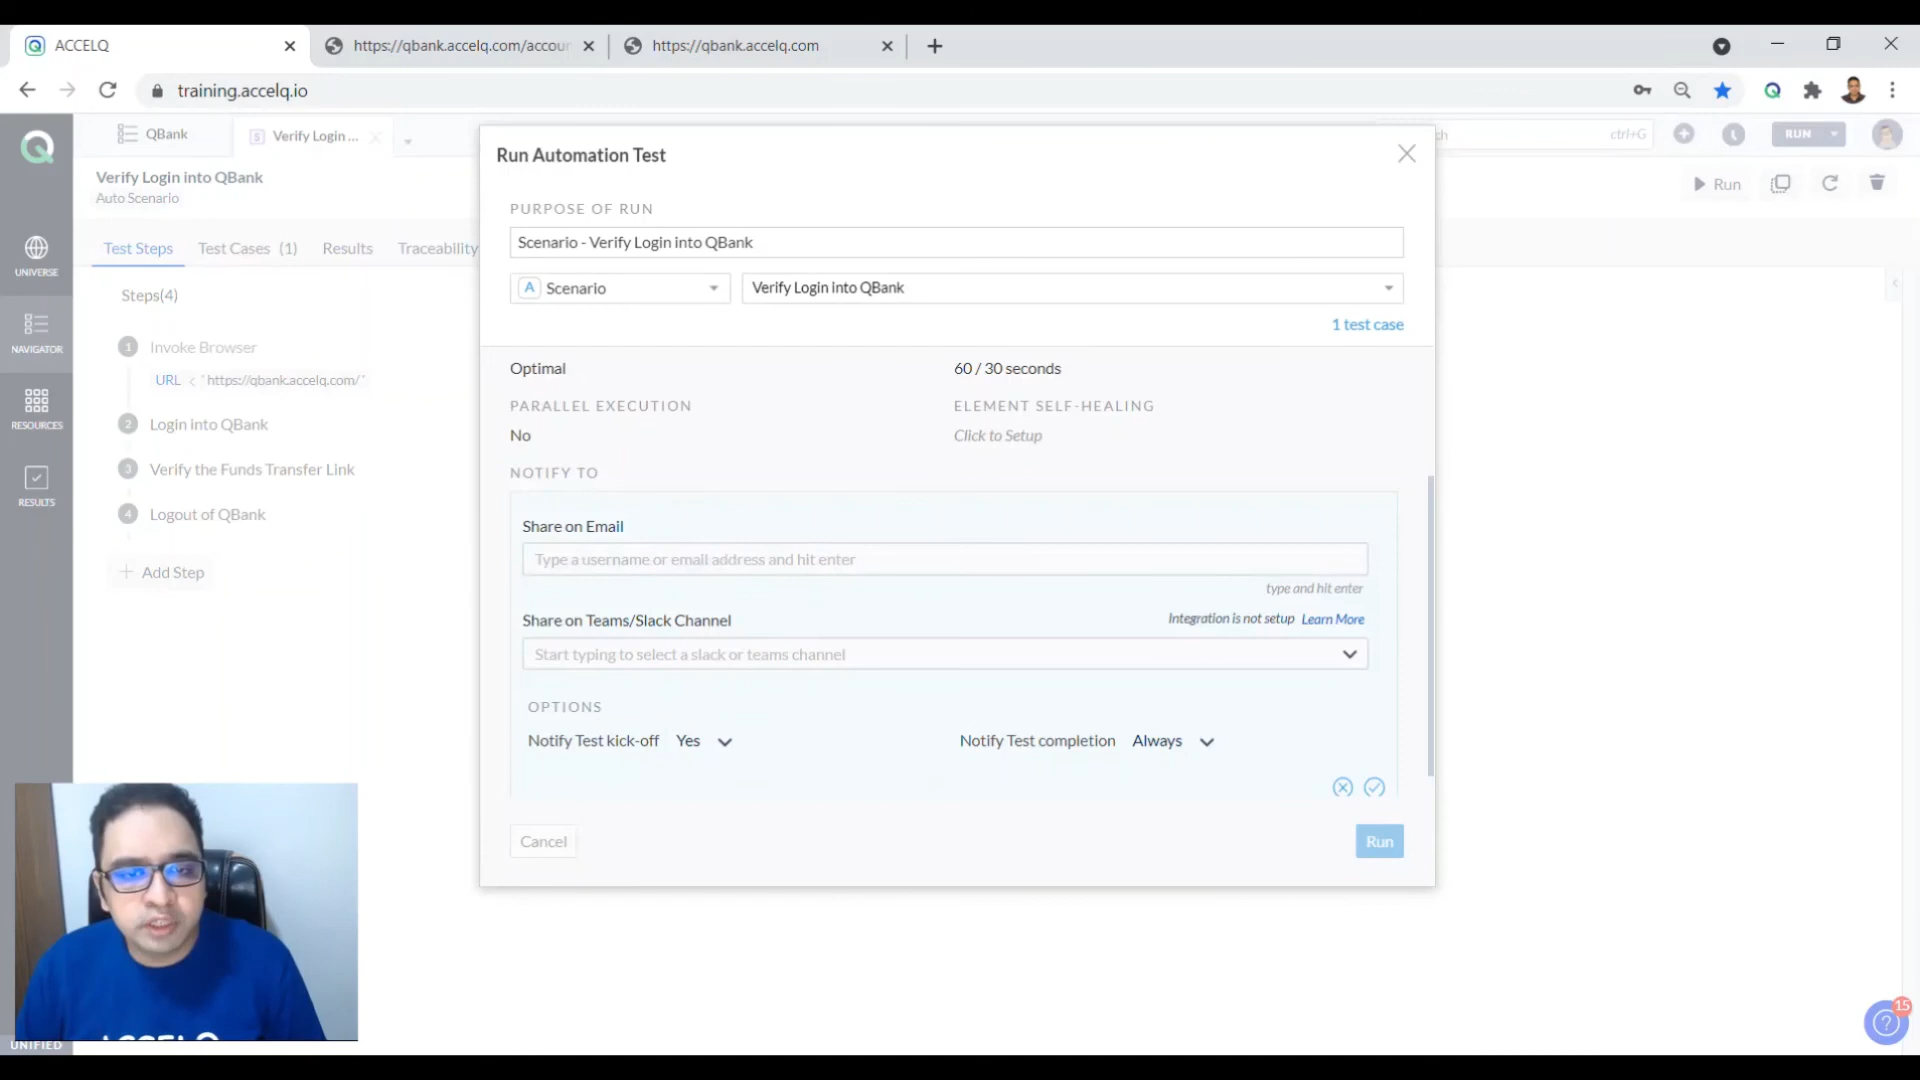 ACCELQ
https://qbank.accelq.com/accour
https://qbank.accelq.com
training.accelq.io
QBank
Verify Login ...
ch
ctrl+G
RUN
Verify Login into QBank
Auto Scenario
Run
Test Steps
Test Cases (1)
Results
Traceability
UNIVERSE
NAVIGATOR
RESOURCES
RESULTS
UNIFIED
Steps(4)
1 Invoke Browser
URL < "https://qbank.accelq.com/"
2 Login into QBank
3 Verify the Funds Transfer Link
4 Logout of QBank
+ Add Step
Run Automation Test
PURPOSE OF RUN
Scenario - Verify Login into QBank
A Scenario
Verify Login into QBank
1 test case
Optimal
60 / 30 seconds
PARALLEL EXECUTION
ELEMENT SELF-HEALING
No
Click to Setup
NOTIFY TO
Share on Email
Type a username or email address and hit enter
type and hit enter
Share on Teams/Slack Channel
Integration is not setup Learn More
Start typing to select a slack or teams channel
OPTIONS
Notify Test kick-off Yes
Notify Test completion Always
Cancel
Run
ACCELQ
15